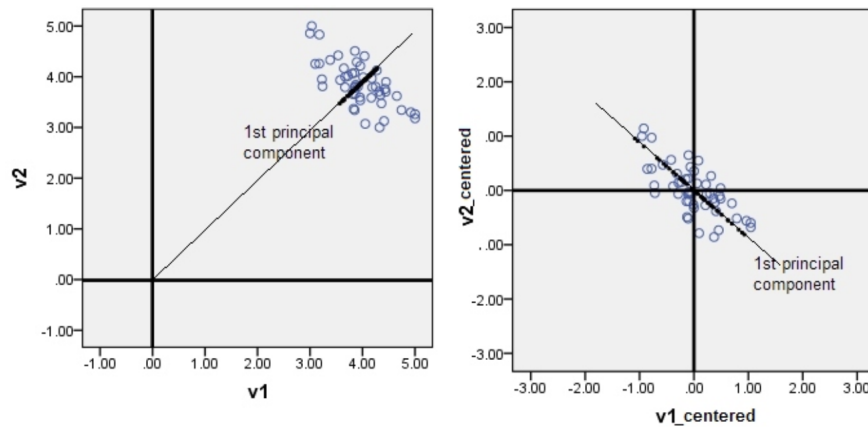 5.00
4.00
3.00
2.00
1.00
.00
-1.00
v2
1st principal
component
-1.00 .00 1.00 2.00 3.00 4.00 5.00
v1
3.00
2.00
.00
.00
.00
-2.00
-3.00
v2_centered
1st principal
component
-3.00 -2.00 -1.00 .00 1.00 2.00 3.00
v1_centered